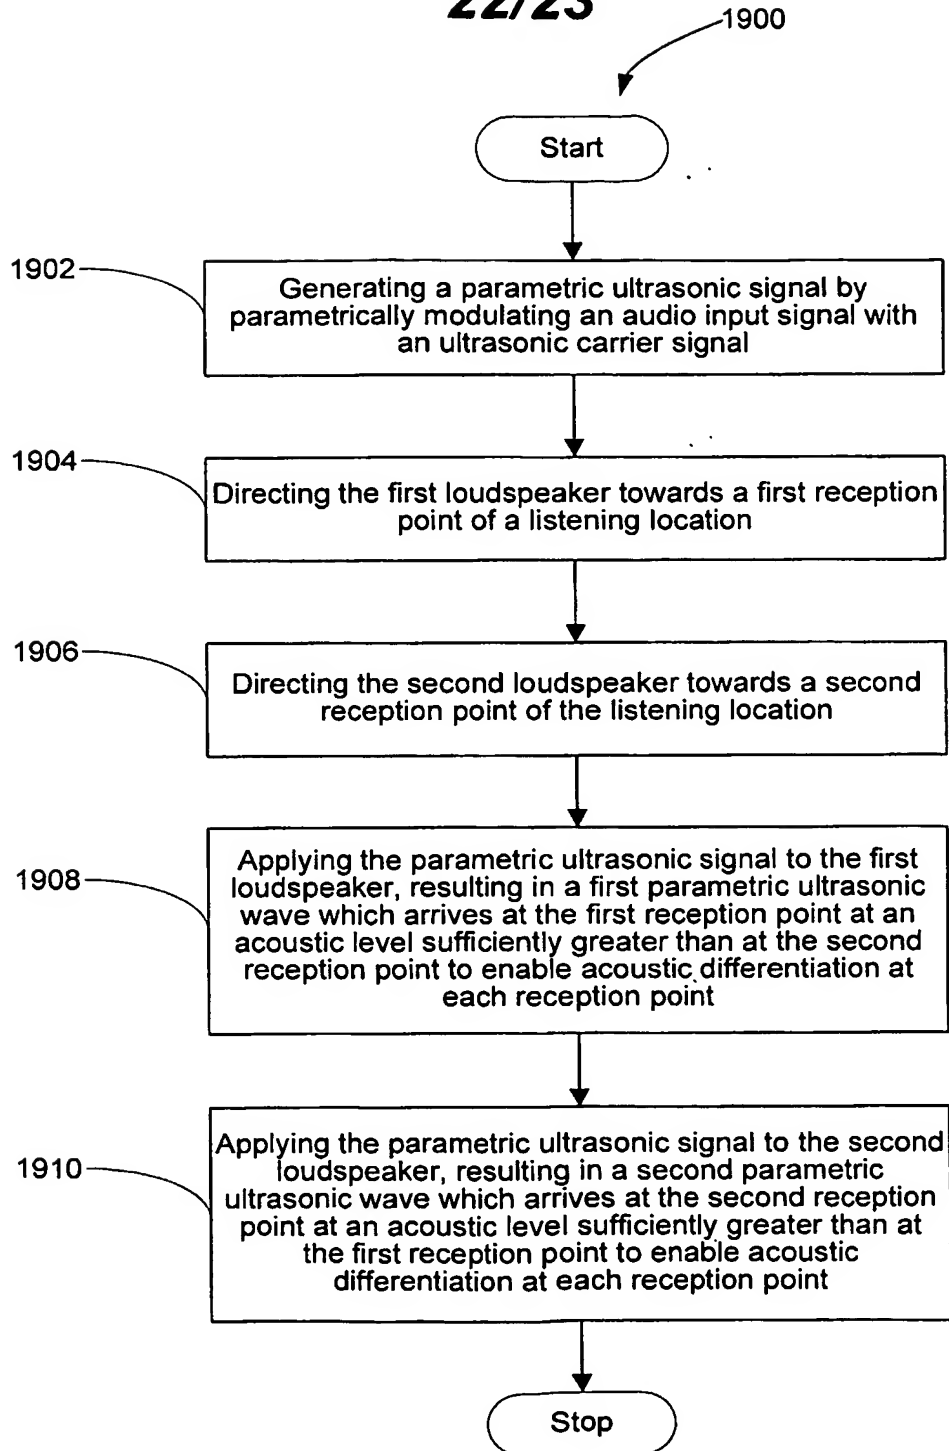 22/23
1900
Start
1902
Generating a parametric ultrasonic signal by
parametrically modulating an audio input signal with
an ultrasonic carrier signal
1904
Directing the first loudspeaker towards a first reception
point of a listening location
1906
Directing the second loudspeaker towards a second
reception point of the listening location
1908
Applying the parametric ultrasonic signal to the first
loudspeaker, resulting in a first parametric ultrasonic
wave which arrives at the first reception point at an
acoustic level sufficiently greater than at the second
reception point to enable acoustic differentiation at
each reception point
1910
Applying the parametric ultrasonic signal to the second
loudspeaker, resulting in a second parametric
ultrasonic wave which arrives at the second reception
point at an acoustic level sufficiently greater than at
the first reception point to enable acoustic
differentiation at each reception point
Stop